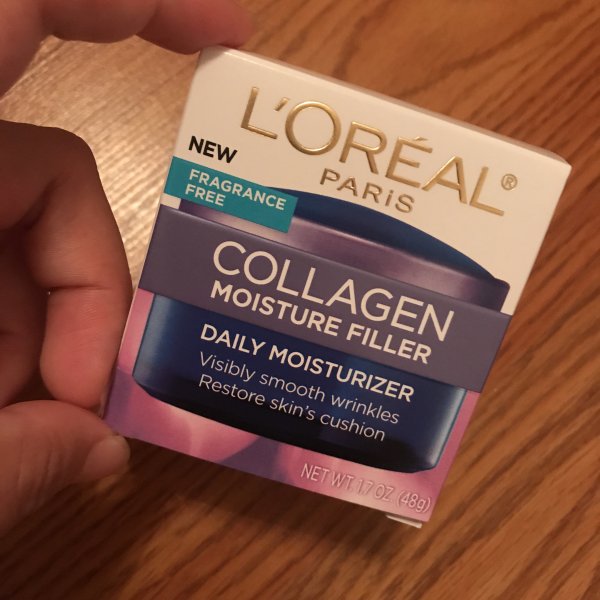 L'ORÉAL®
PARiS
NEW
FRAGRANCE
FREE
COLLAGEN
MOISTURE FILLER
DAILY MOISTURIZER
Visibly smooth wrinkles
Restore skin's cushion
NET WT. 1.7 OZ (48g)